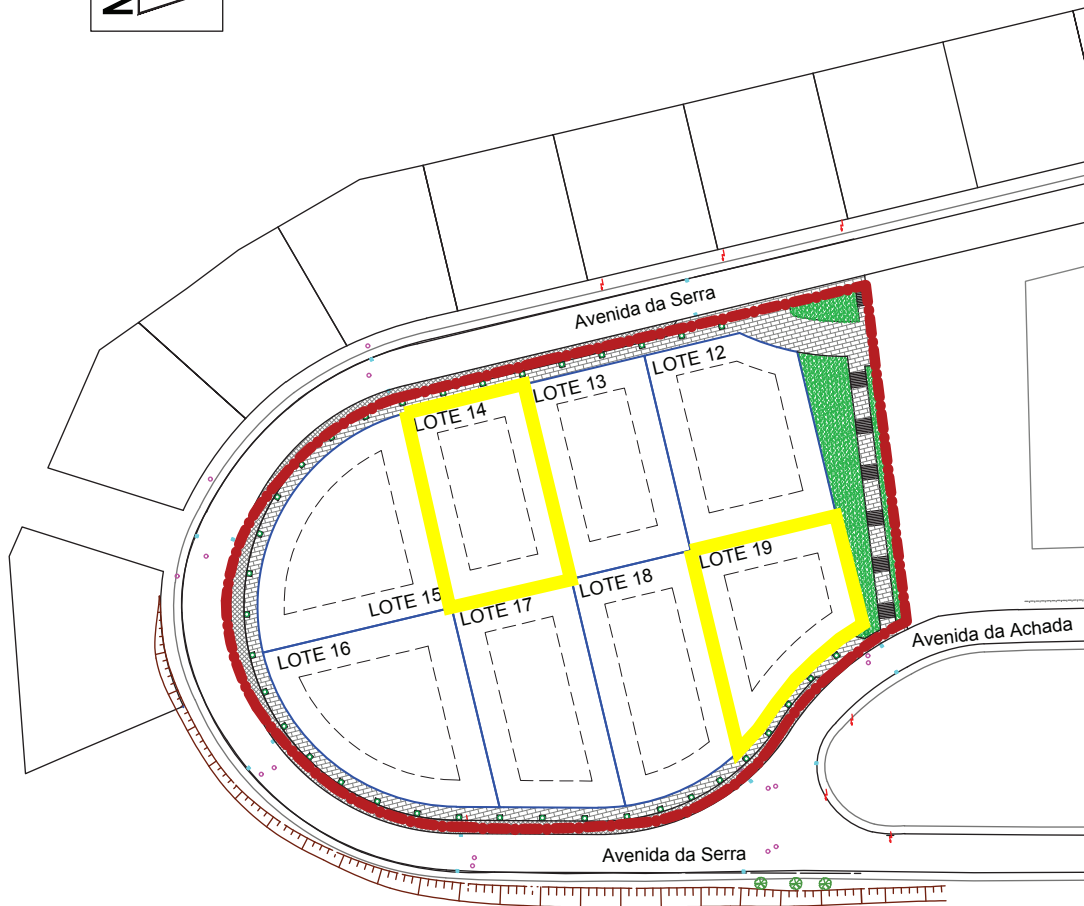 N
Avenida da Serra
LOTE 12
LOTE 13
LOTE 14
LOTE 19
LOTE 18
LOTE 15
LOTE 17
LOTE 16
Avenida da Achada
Avenida da Serra